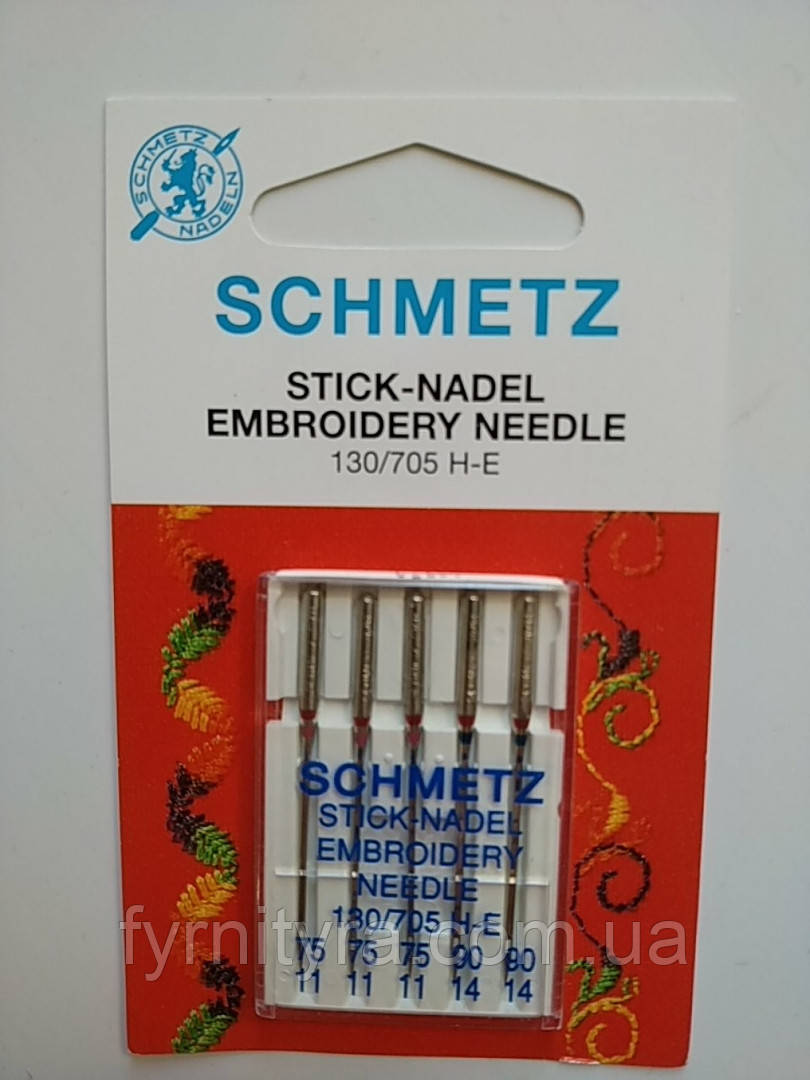 SCHMETZ
NADELN
SCHMETZ
STICK-NADEL
EMBROIDERY NEEDLE
130/705 H-E
SCHMETZ
STICK-NADEL
EMBROIDERY
NEEDLE
130/705 H-E
fyrnityra.com.ua
75 75 75 90 90
11 11 11 14 14